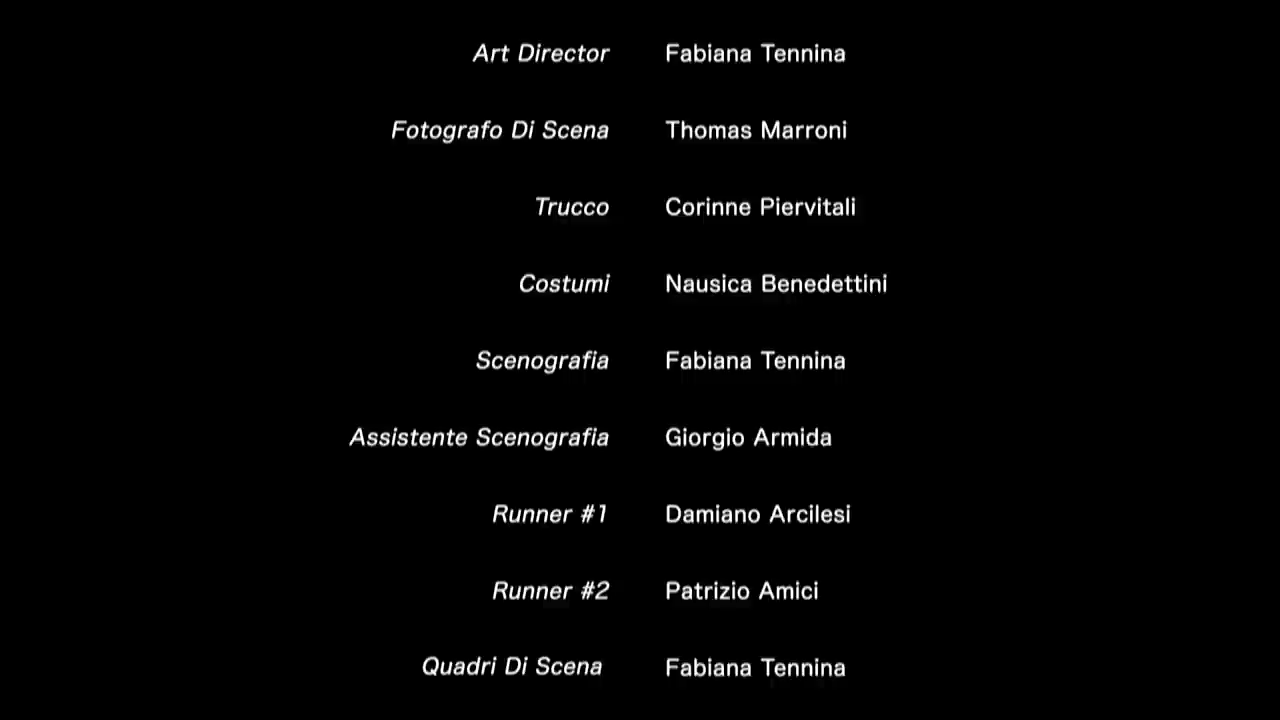 Art Director Fabiana Tennina
Fotografo Di Scena Thomas Marroni
Trucco Corinne Piervitali
Costumi Nausica Benedettini
Scenografia Fabiana Tennina
Assistente Scenografia Giorgio Armida
Runner #1 Damiano Arcilesi
Runner #2 Patrizio Amici
Quadri Di Scena Fabiana Tennina